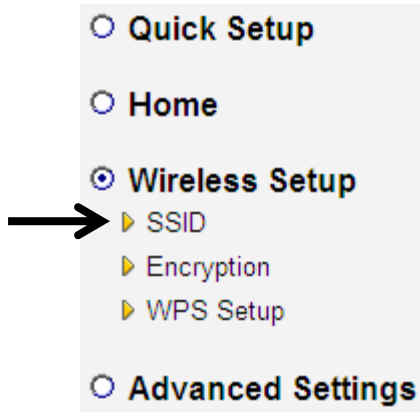 Quick Setup
Home
Wireless Setup
SSID
Encryption
WPS Setup
Advanced Settings